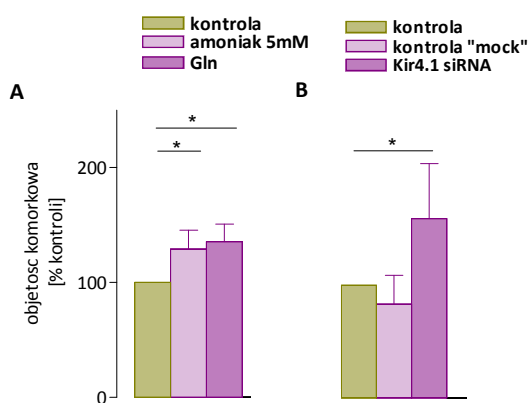 kontrola
amoniak 5mM
Gln
kontrola
kontrola "mock"
Kir4.1 siRNA
A
B
*
*
*
200
100
0
objetosc komorkowa
[% kontroli]